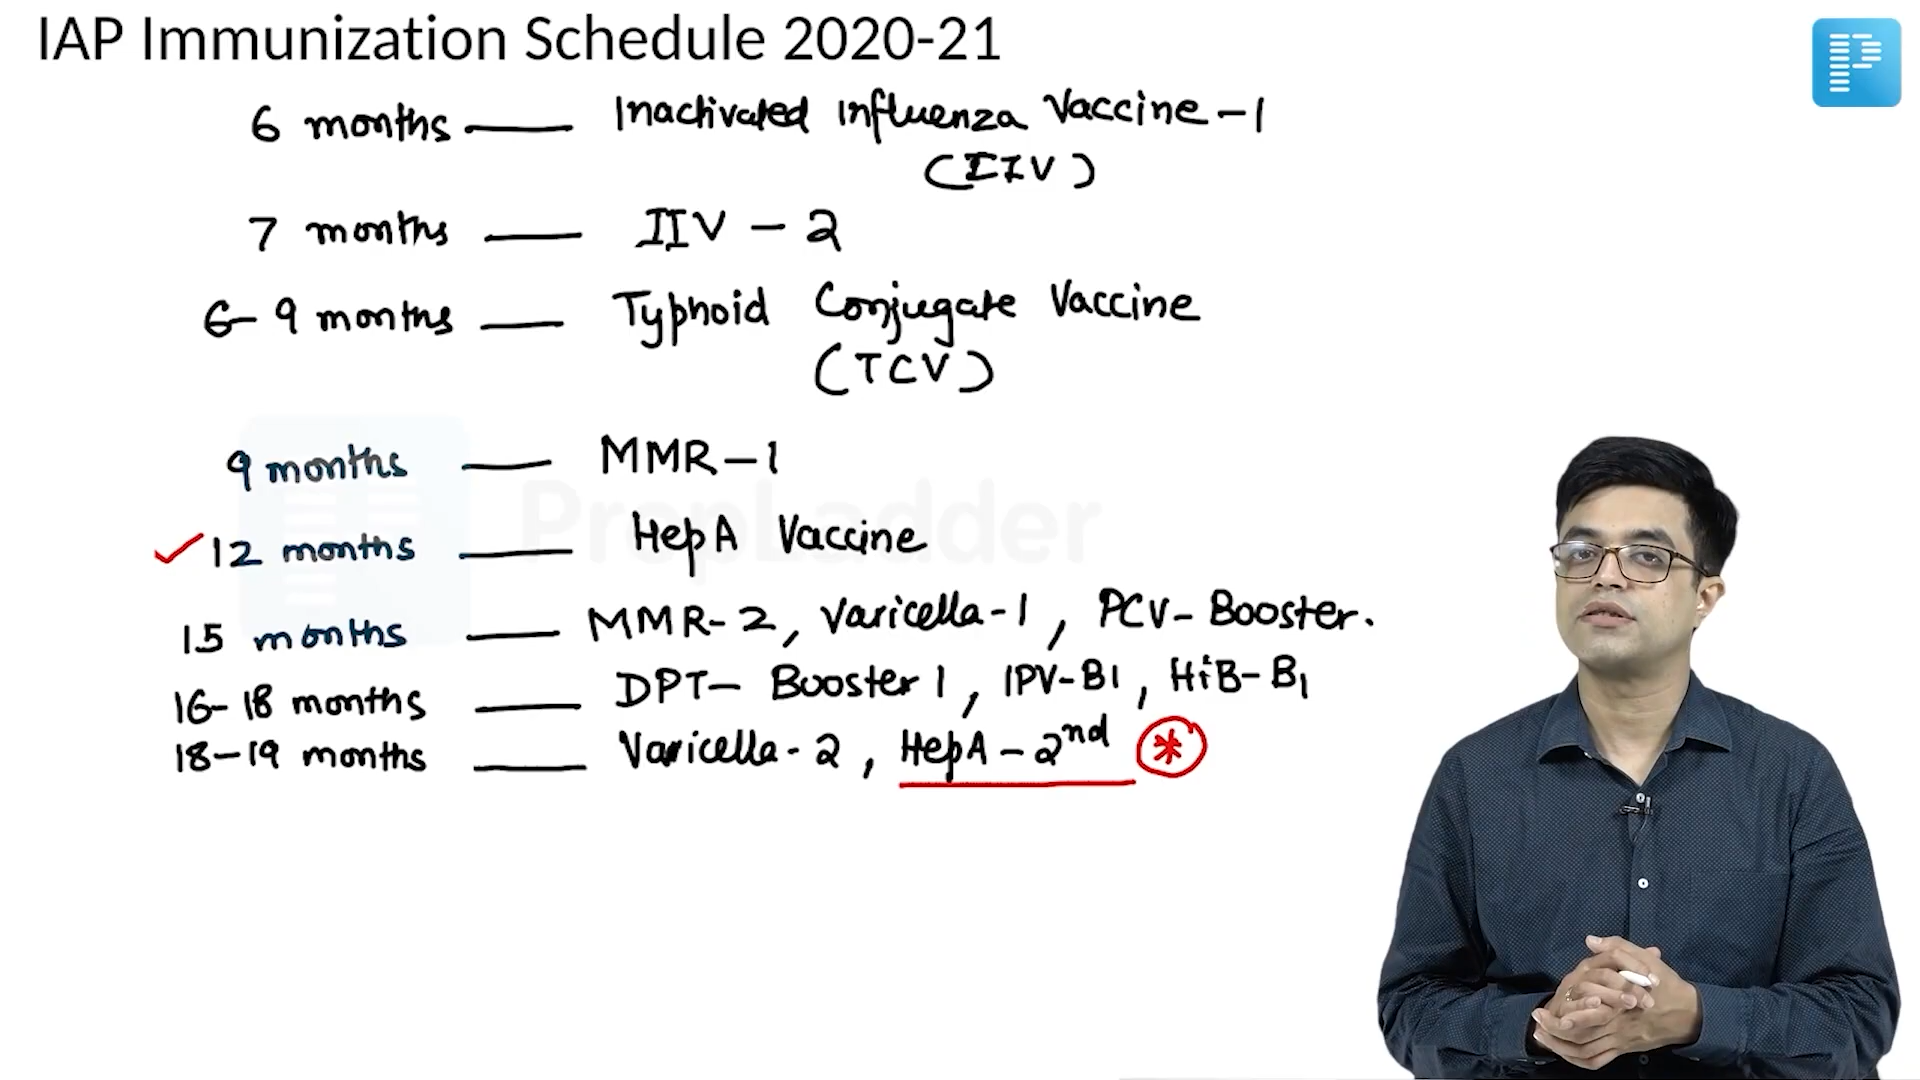 IAP Immunization Schedule 2020-21
6 months — Inactivated Influenza Vaccine-1
(IIV)
7 months — IIV - 2
6-9 months — Typhoid Conjugate Vaccine
(TCV)
9 months — MMR-1
PrepLadder
✓ 12 months — HepA Vaccine
15 months — MMR-2, Varicella-1, PCV-Booster.
16-18 months — DPT- Booster 1, IPV-B1, HiB-B1
18-19 months — Varicella-2, HepA-2nd *